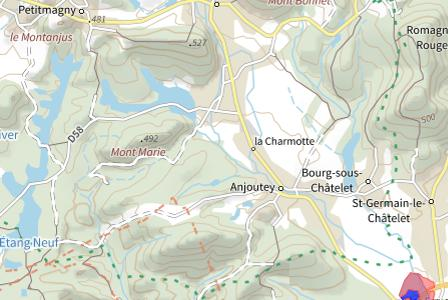 Petitmagny
481
Mont Bonnet
le Montanjus
.527
Romagn
Rouge
D58
.492
Mont Marie
500
la Charmotte
Bourg-sous-
Châtelet
Anjoutey
St-Germain-le-
Châtelet
Étang Neuf